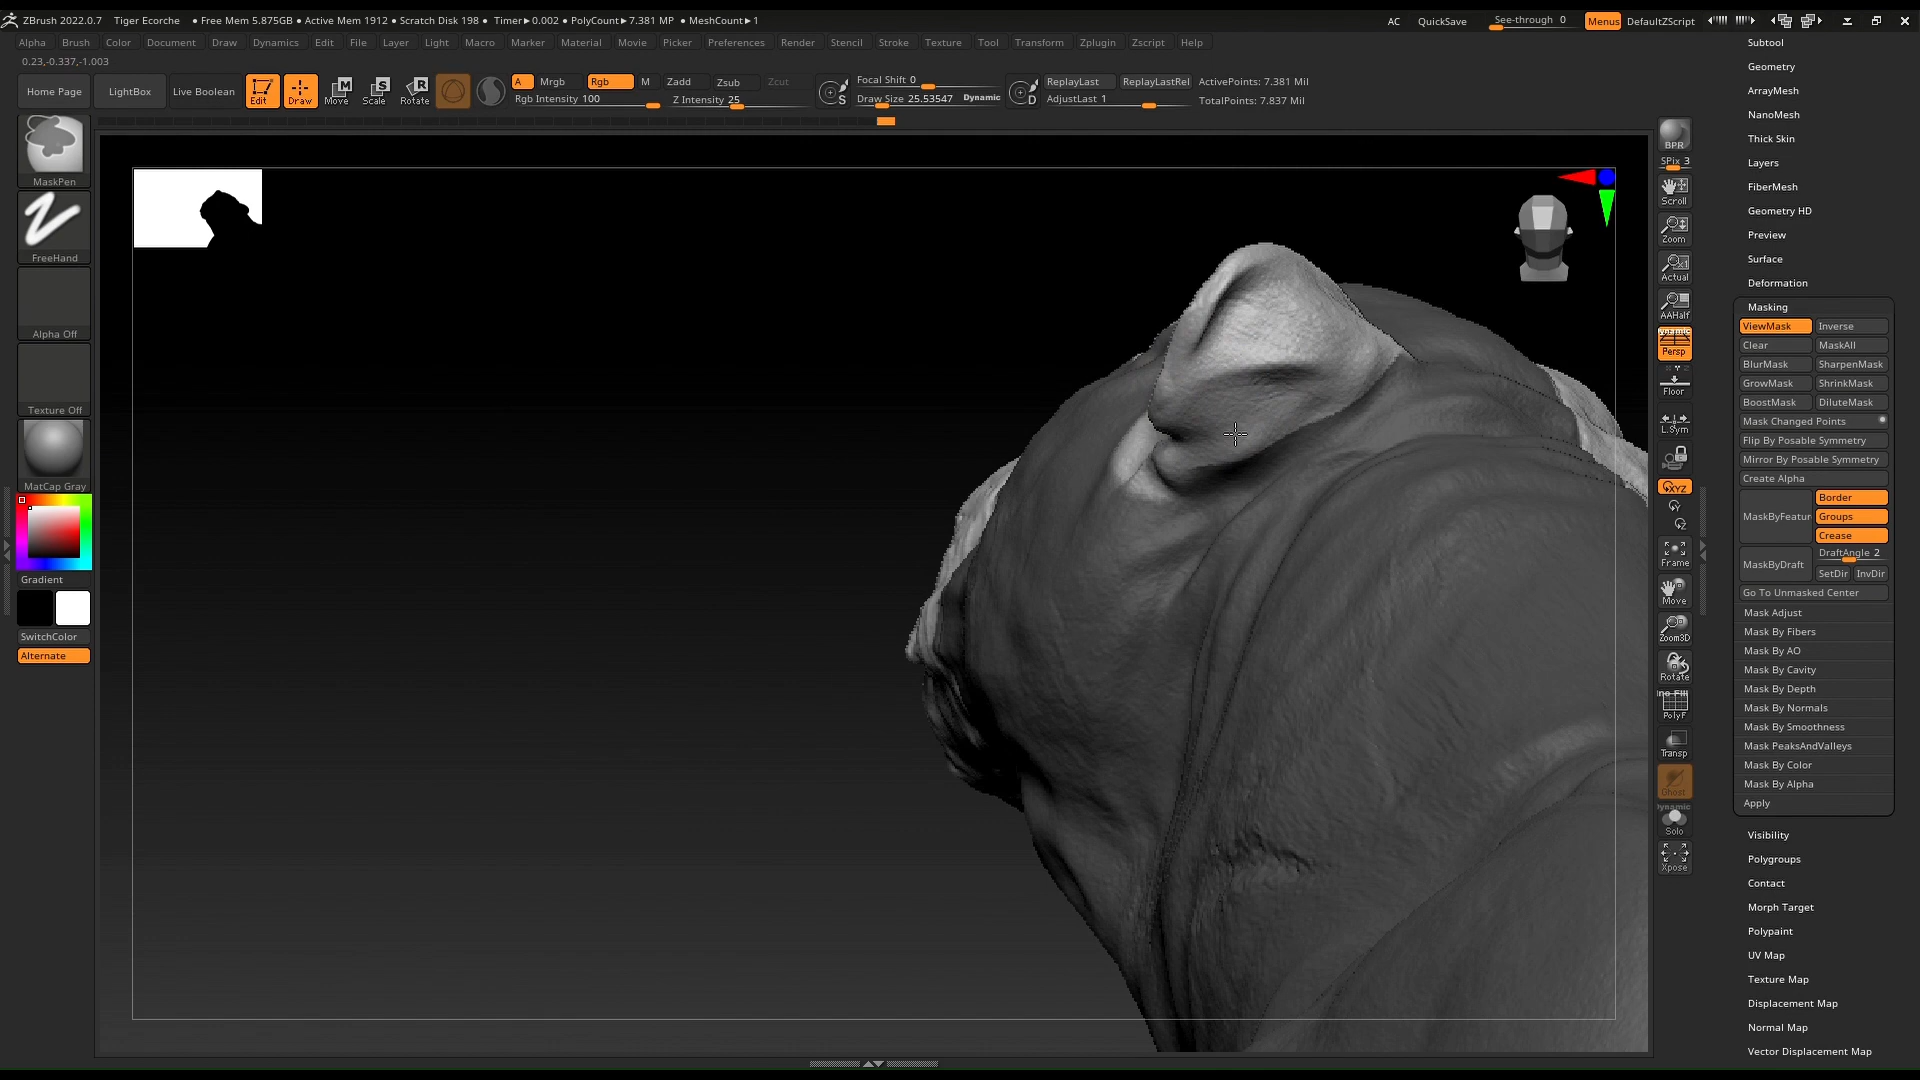 ZBrush 2022.0.7 Tiger Ecorche • Free Mem 5.875GB • Active Mem 1912 • Scratch Disk 198 • Timer▶0.002 • PolyCount▶7.381 MP • MeshCount▶1 AC QuickSave See-through 0 Menus DefaultZScript
Alpha Brush Color Document Draw Dynamics Edit File Layer Light Macro Marker Material Movie Picker Preferences Render Stencil Stroke Texture Tool Transform Zplugin Zscript Help
0.23,-0.337,-1.003
Home Page LightBox Live Boolean Edit Draw Move Scale Rotate
A Mrgb Rgb M Zadd Zsub Zcut
Rgb Intensity 100 Z Intensity 25
S Focal Shift 0
Draw Size 25.53547 Dynamic
D ReplayLast ReplayLastRel ActivePoints: 7.381 Mil
AdjustLast 1 TotalPoints: 7.837 Mil
MaskPen
FreeHand
Alpha Off
Texture Off
MatCap Gray
Gradient
SwitchColor
Alternate
BPR
SPix 3
Scroll
Zoom
Actual
AAHalf
Persp
Floor
L.Sym
XYZ
Y
Z
Frame
Move
Zoom3D
Rotate
PolyF
Transp
Ghost
Solo
Xpose
Subtool
Geometry
ArrayMesh
NanoMesh
Thick Skin
Layers
FiberMesh
Geometry HD
Preview
Surface
Deformation
Masking
ViewMask Inverse
Clear MaskAll
BlurMask SharpenMask
GrowMask ShrinkMask
BoostMask DiluteMask
Mask Changed Points
Flip By Posable Symmetry
Mirror By Posable Symmetry
Create Alpha
MaskByFeatur Border
Groups
Crease
MaskByDraft DraftAngle 2
SetDir InvDir
Go To Unmasked Center
Mask Adjust
Mask By Fibers
Mask By AO
Mask By Cavity
Mask By Depth
Mask By Normals
Mask By Smoothness
Mask PeaksAndValleys
Mask By Color
Mask By Alpha
Apply
Visibility
Polygroups
Contact
Morph Target
Polypaint
UV Map
Texture Map
Displacement Map
Normal Map
Vector Displacement Map